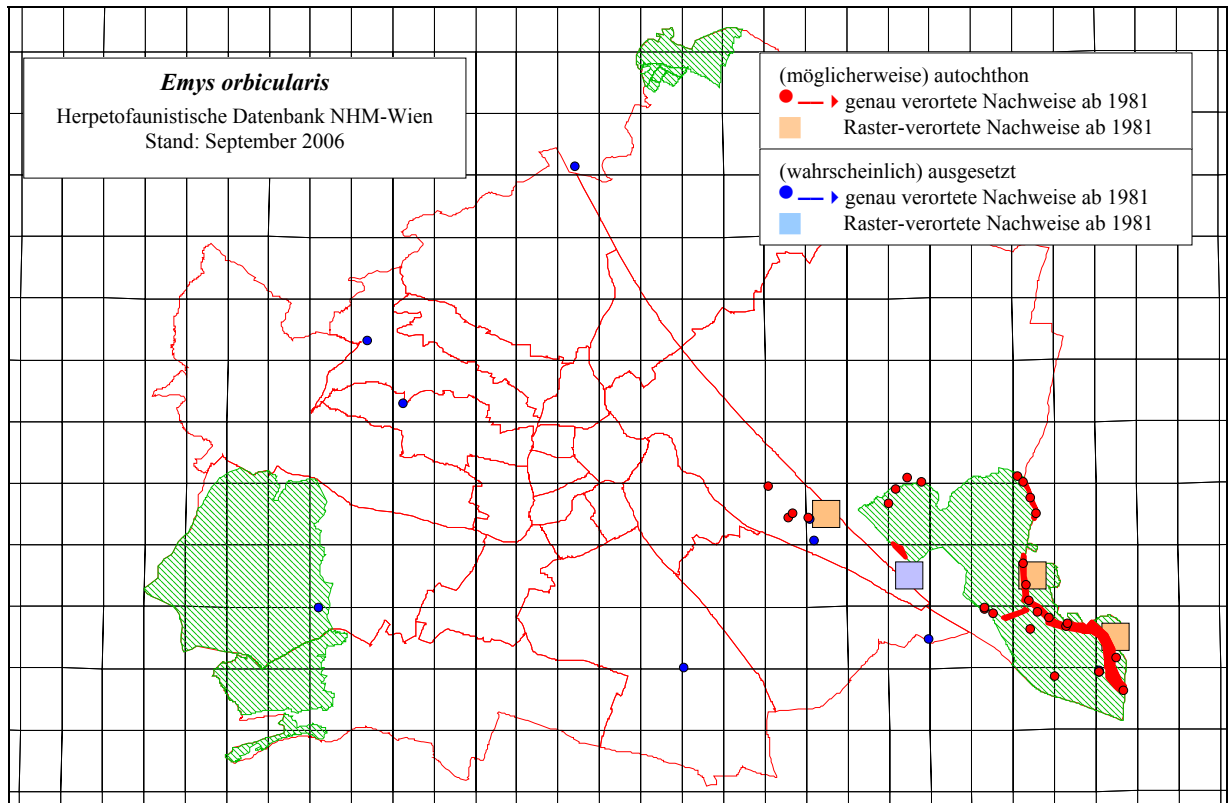 Emys orbicularis
Herpetofaunistische Datenbank NHM-Wien
Stand: September 2006
(möglicherweise) autochthon
genau verortete Nachweise ab 1981
Raster-verortete Nachweise ab 1981
(wahrscheinlich) ausgesetzt
genau verortete Nachweise ab 1981
Raster-verortete Nachweise ab 1981